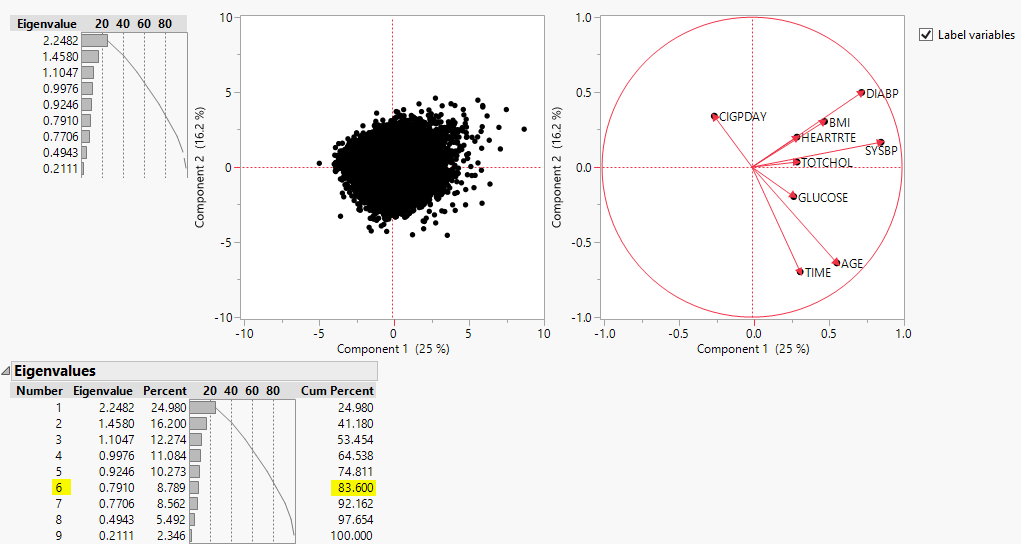 Eigenvalue 20 40 60 80
2.2482
1.4580
1.1047
0.9976
0.9246
0.7910
0.7706
0.4943
0.2111
10
5
0
-5
-10
Component 2 (16.2 %)
-10 -5 0 5 10
Component 1 (25 %)
1.0
0.5
0.0
-0.5
-1.0
Component 2 (16.2 %)
DIABP
CIGPDAY
BMI
HEARTRTE
SYSBP
TOTCHOL
GLUCOSE
AGE
TIME
-1.0 -0.5 0.0 0.5 1.0
Component 1 (25 %)
Label variables
Eigenvalues
Number Eigenvalue Percent 20 40 60 80 Cum Percent
1 2.2482 24.980 24.980
2 1.4580 16.200 41.180
3 1.1047 12.274 53.454
4 0.9976 11.084 64.538
5 0.9246 10.273 74.811
6 0.7910 8.789 83.600
7 0.7706 8.562 92.162
8 0.4943 5.492 97.654
9 0.2111 2.346 100.000